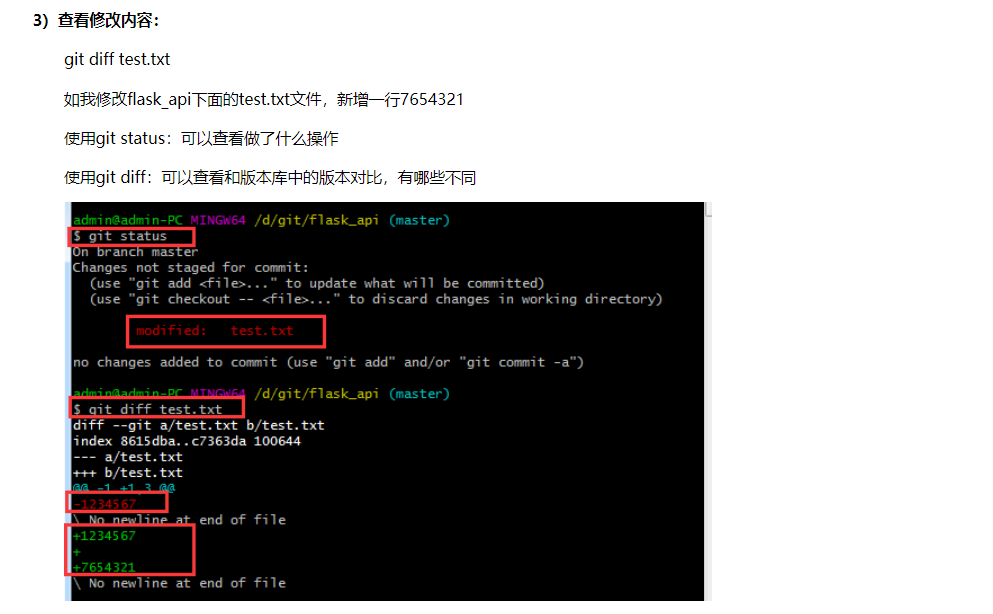 3）查看修改内容：
git diff test.txt
如我修改flask_api下面的test.txt文件，新增一行7654321
使用git status：可以查看做了什么操作
使用git diff：可以查看和版本库中的版本对比，有哪些不同
admin@admin-PC MINGW64 /d/git/flask_api (master)
$ git status
On branch master
Changes not staged for commit:
  (use "git add <file>..." to update what will be committed)
  (use "git checkout -- <file>..." to discard changes in working directory)
modified:   test.txt
no changes added to commit (use "git add" and/or "git commit -a")
admin@admin-PC MINGW64 /d/git/flask_api (master)
$ git diff test.txt
diff --git a/test.txt b/test.txt
index 8615dba..c7363da 100644
--- a/test.txt
+++ b/test.txt
@@ -1 +1,3 @@
-1234567
\ No newline at end of file
+1234567
+
+7654321
\ No newline at end of file